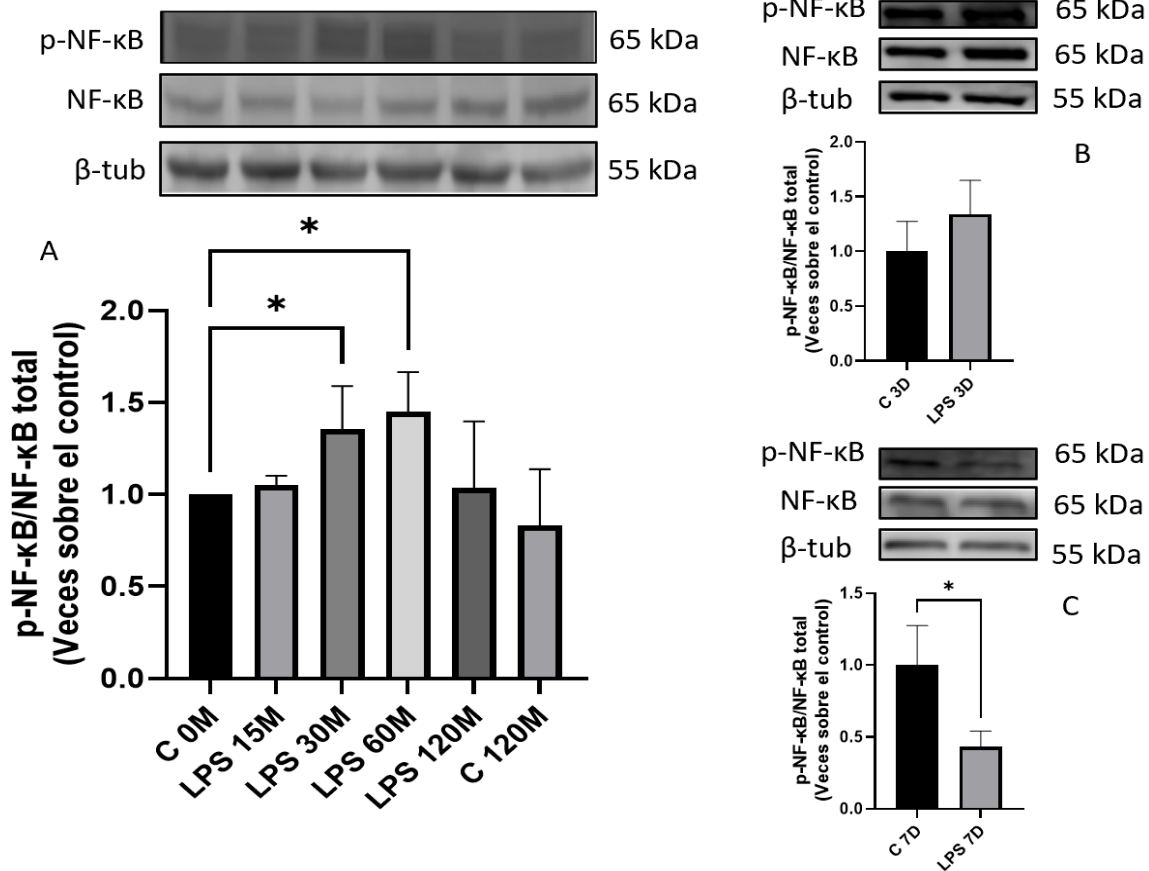 p-NF-κB 65 kDa
NF-κB 65 kDa
β-tub 55 kDa
A
*
*
p-NF-κB/NF-κB total
(Veces sobre el control)
2.0
1.5
1.0
0.5
0.0
C 0M
LPS 15M
LPS 30M
LPS 60M
LPS 120M
C 120M
p-NF-κB 65 kDa
NF-κB 65 kDa
β-tub 55 kDa
B
p-NF-κB/NF-κB total
(Veces sobre el control)
2.0
1.5
1.0
0.5
0.0
C 3D
LPS 3D
p-NF-κB 65 kDa
NF-κB 65 kDa
β-tub 55 kDa
C
*
p-NF-κB/NF-κB total
(Veces sobre el control)
1.5
1.0
0.5
0.0
C 7D
LPS 7D